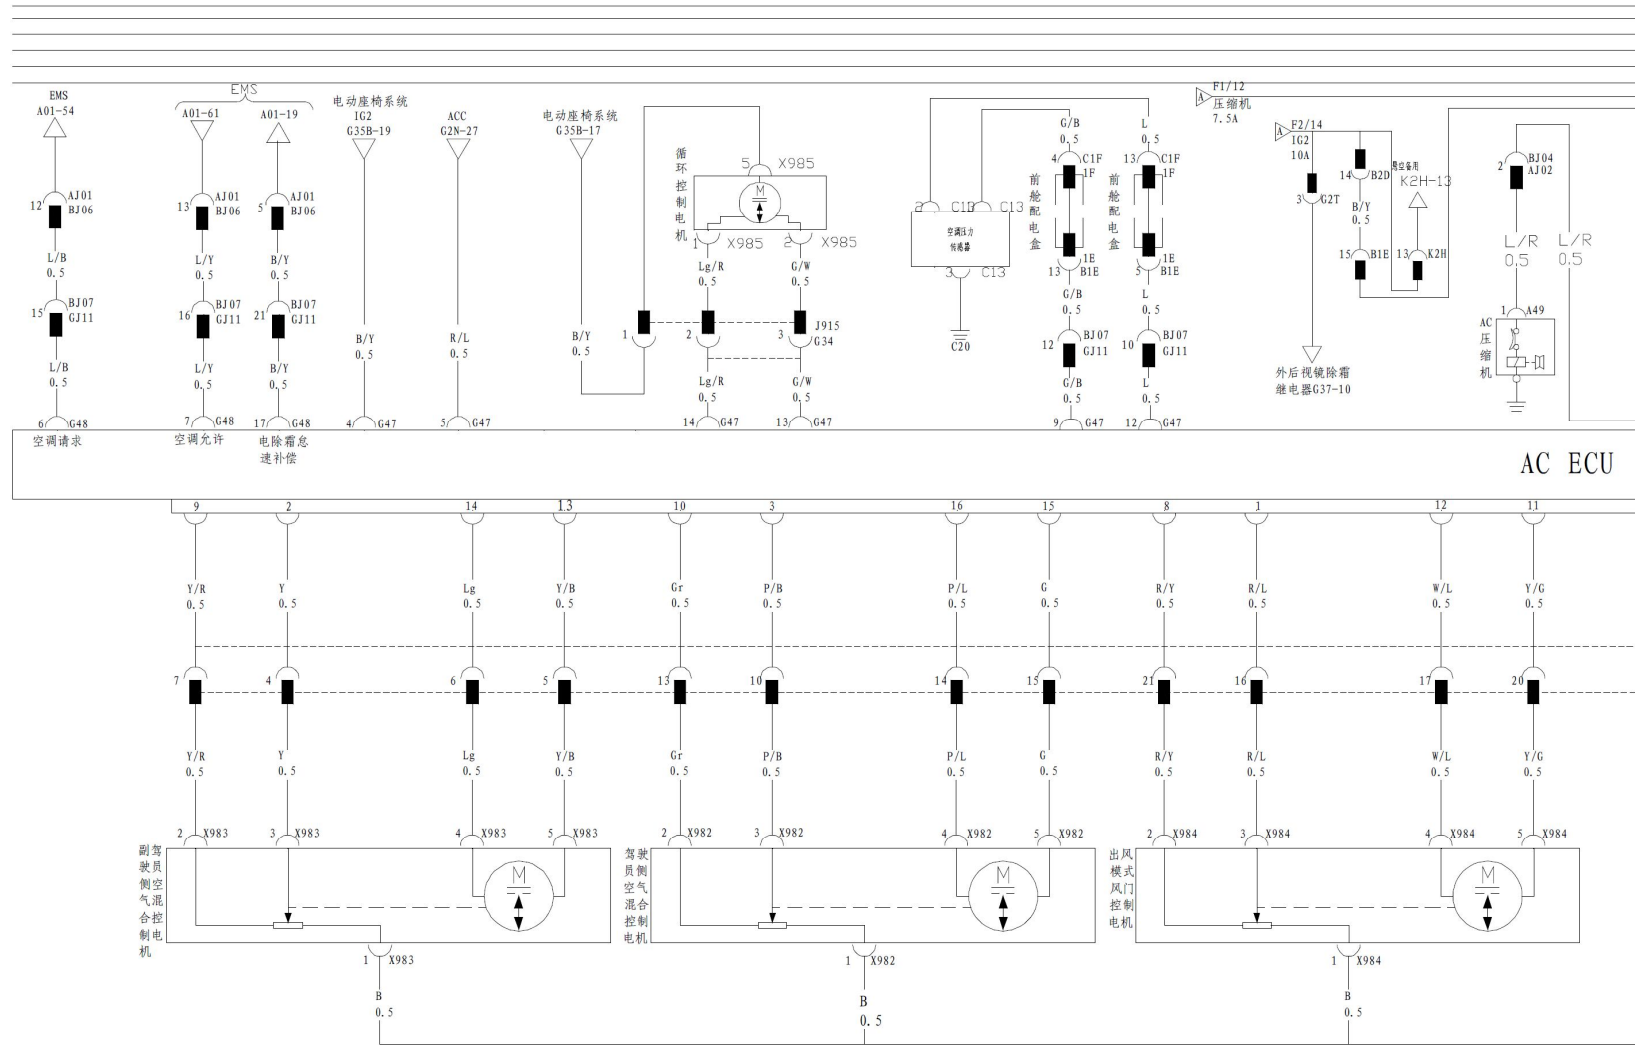 EMS
A01-54
EMS
A01-61
A01-19
电动座椅系统
IG2
G35B-19
ACC
G2N-27
电动座椅系统
G35B-17
F1/12
压缩机
7.5A
A
A
F2/14
IG2
10A
12
AJ01
BJ06
13
AJ01
BJ06
5
AJ01
BJ06
循环控制电机
5
X985
M
1
X985
2
X985
G/B
0.5
L
0.5
4
C1F
1F
13
C1F
1F
前舱配电盒
前舱配电盒
2
C13
C13
空调压力
传感器
3
C13
C20
1E
13
B1E
1E
5
B1E
14
B2D
B/Y
0.5
3
G2T
15
B1E
K2H-13
13
K2H
2
BJ04
AJ02
L/R
0.5
L/R
0.5
1
A49
AC
压缩机
外后视镜除霜
继电器G37-10
L/B
0.5
L/Y
0.5
B/Y
0.5
Lg/R
0.5
G/W
0.5
G/B
0.5
L
0.5
15
BJ07
GJ11
16
BJ07
GJ11
21
BJ07
GJ11
1
2
3
J915
G34
12
BJ07
GJ11
10
BJ07
GJ11
L/B
0.5
L/Y
0.5
B/Y
0.5
B/Y
0.5
R/L
0.5
B/Y
0.5
Lg/R
0.5
G/W
0.5
G/B
0.5
L
0.5
6
G48
7
G48
17
G48
4
G47
5
G47
14
G47
13
G47
9
G47
12
G47
空调请求
空调允许
电除霜怠
速补偿
AC ECU
9
2
14
13
10
3
16
15
8
1
12
11
Y/R
0.5
Y
0.5
Lg
0.5
Y/B
0.5
Gr
0.5
P/B
0.5
P/L
0.5
G
0.5
R/Y
0.5
R/L
0.5
W/L
0.5
Y/G
0.5
7
4
6
5
13
10
14
15
21
16
17
20
Y/R
0.5
Y
0.5
Lg
0.5
Y/B
0.5
Gr
0.5
P/B
0.5
P/L
0.5
G
0.5
R/Y
0.5
R/L
0.5
W/L
0.5
Y/G
0.5
2
X983
3
X983
4
X983
5
X983
2
X982
3
X982
4
X982
5
X982
2
X984
3
X984
4
X984
5
X984
副驾
驶员
侧空
气混
合控
制电
机
M
驾驶
员侧
空气
混合
控制
电机
M
出风
模式
风门
控制
电机
M
1
X983
1
X982
1
X984
B
0.5
B
0.5
B
0.5